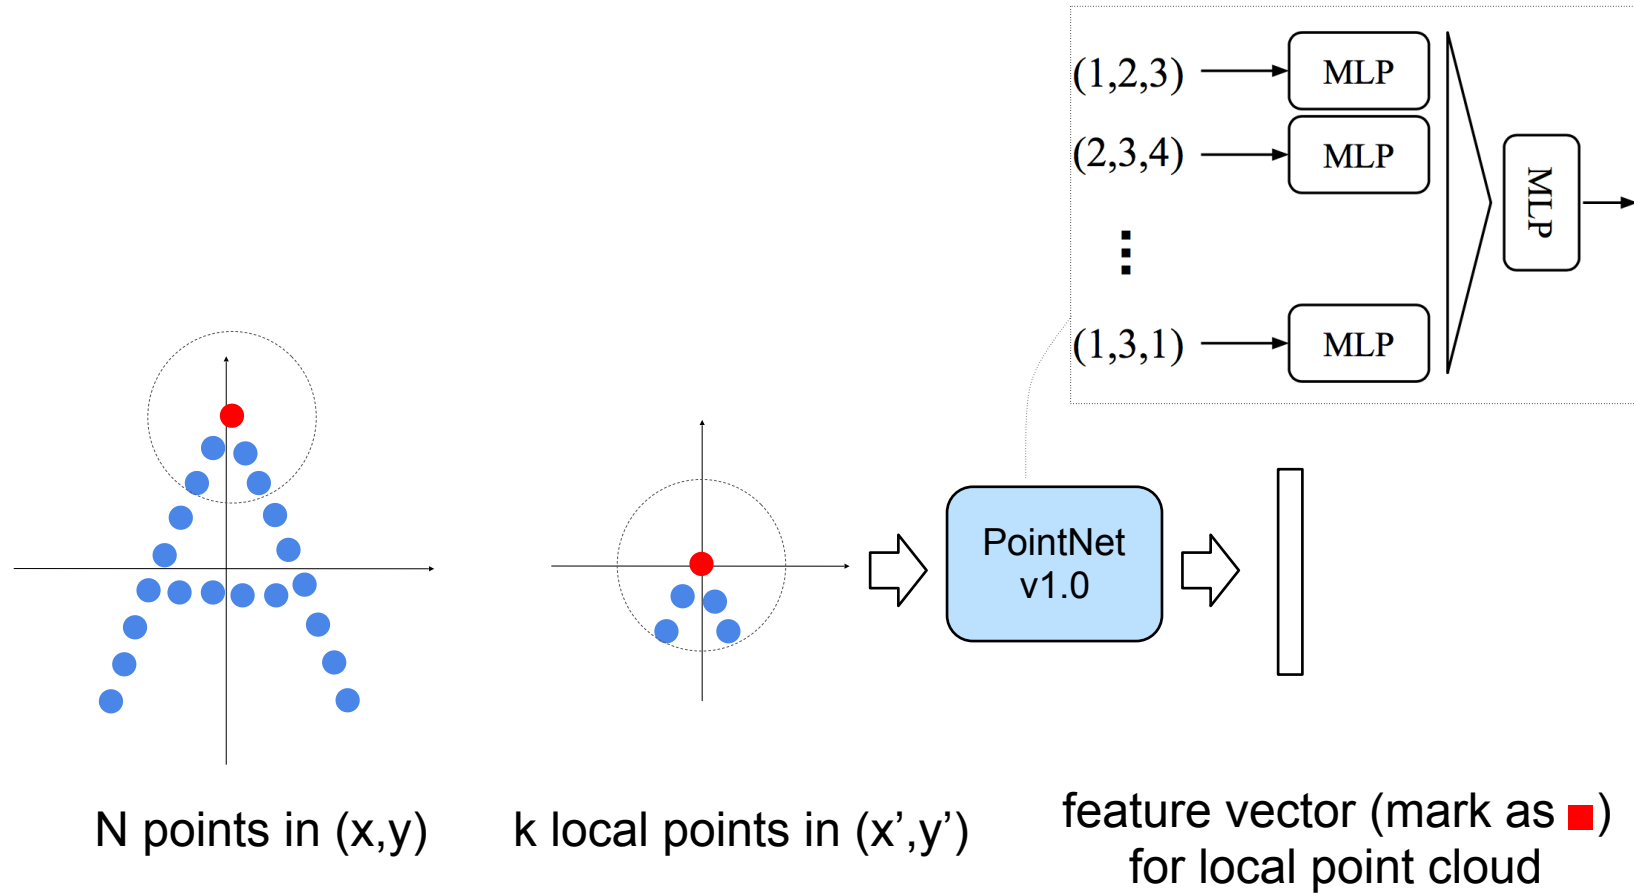 (1,2,3)
MLP
(2,3,4)
MLP
MLP
(1,3,1)
MLP
PointNet
v1.0
N points in (x,y)
k local points in (x’,y’)
feature vector (mark as )
for local point cloud